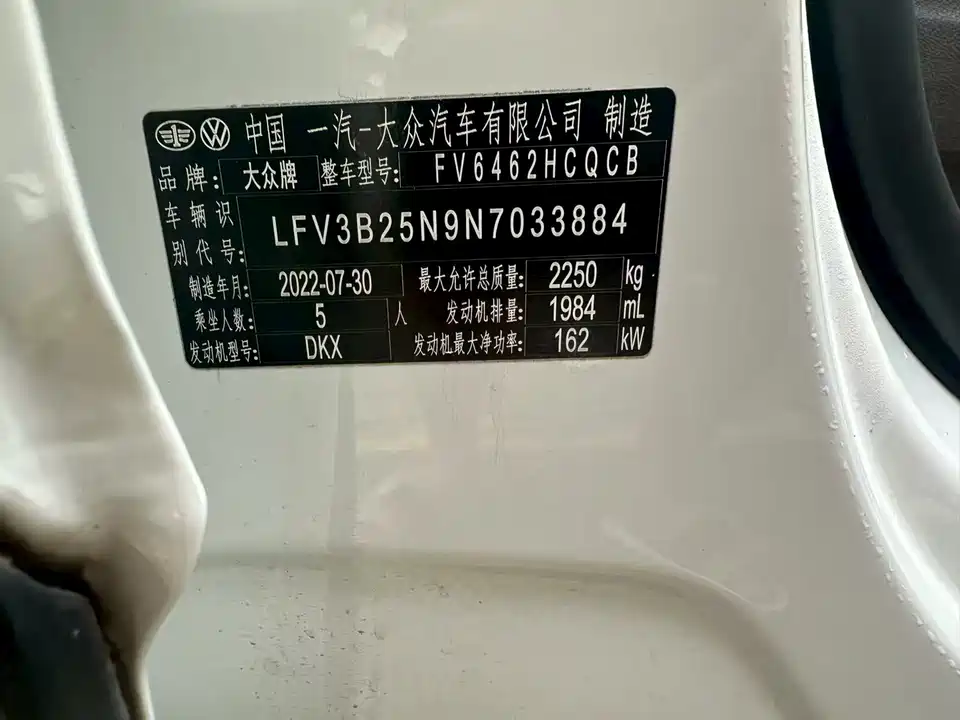 中国 一汽-大众汽车有限公司 制造
品牌: 大众牌 整车型号: FV6462HCQCB
车辆识别代号: LFV3B25N9N7033884
制造年月: 2022-07-30 最大允许总质量: 2250 kg
乘坐人数: 5 人 发动机排量: 1984 mL
发动机型号: DKX 发动机最大净功率: 162 kW